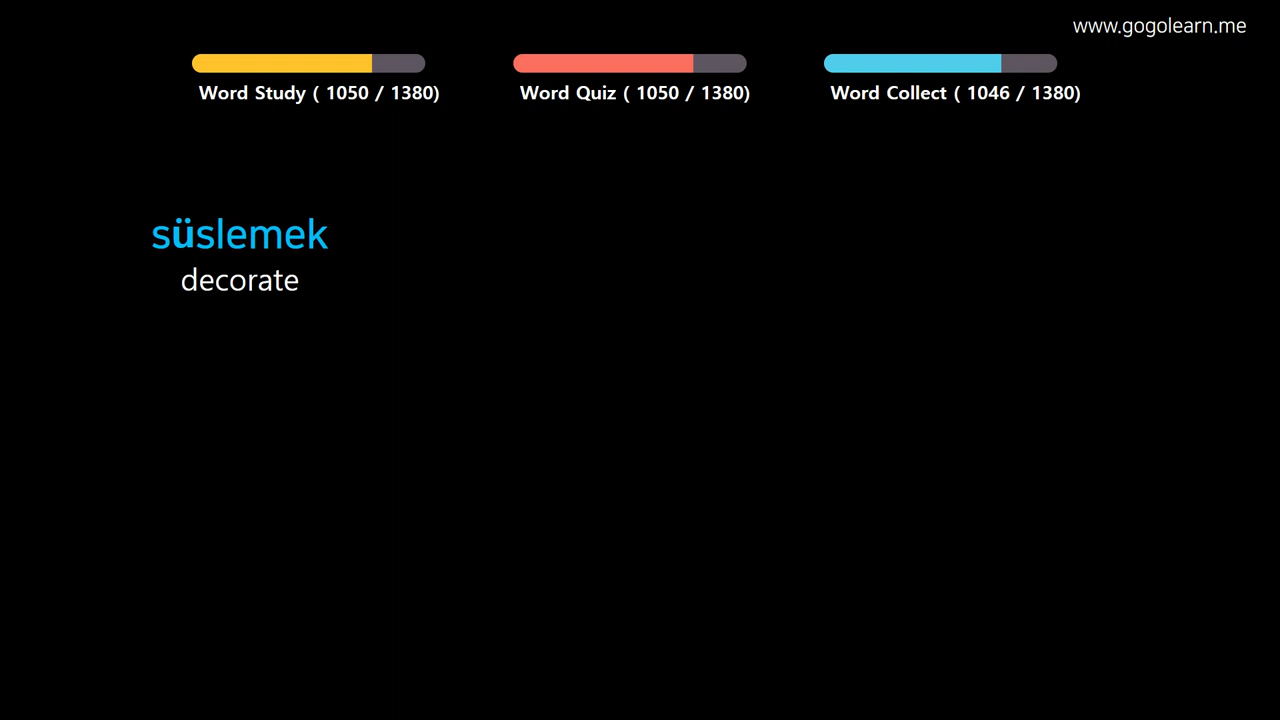 www.gogolearn.me
Word Study ( 1050 / 1380)
Word Quiz ( 1050 / 1380)
Word Collect ( 1046 / 1380)
süslemek
decorate